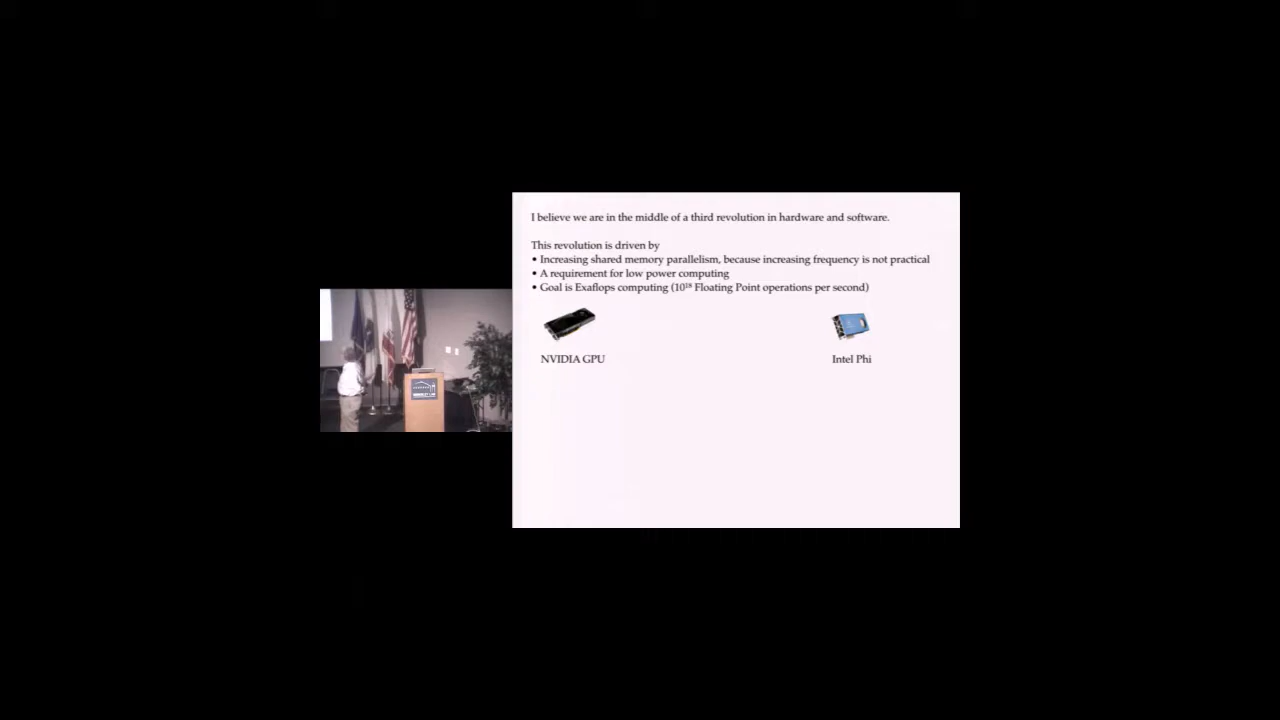 I believe we are in the middle of a third revolution in hardware and software.
This revolution is driven by
• Increasing shared memory parallelism, because increasing frequency is not practical
• A requirement for low power computing
• Goal is Exaflops computing (10¹⁸ Floating Point operations per second)
NVIDIA GPU
Intel Phi